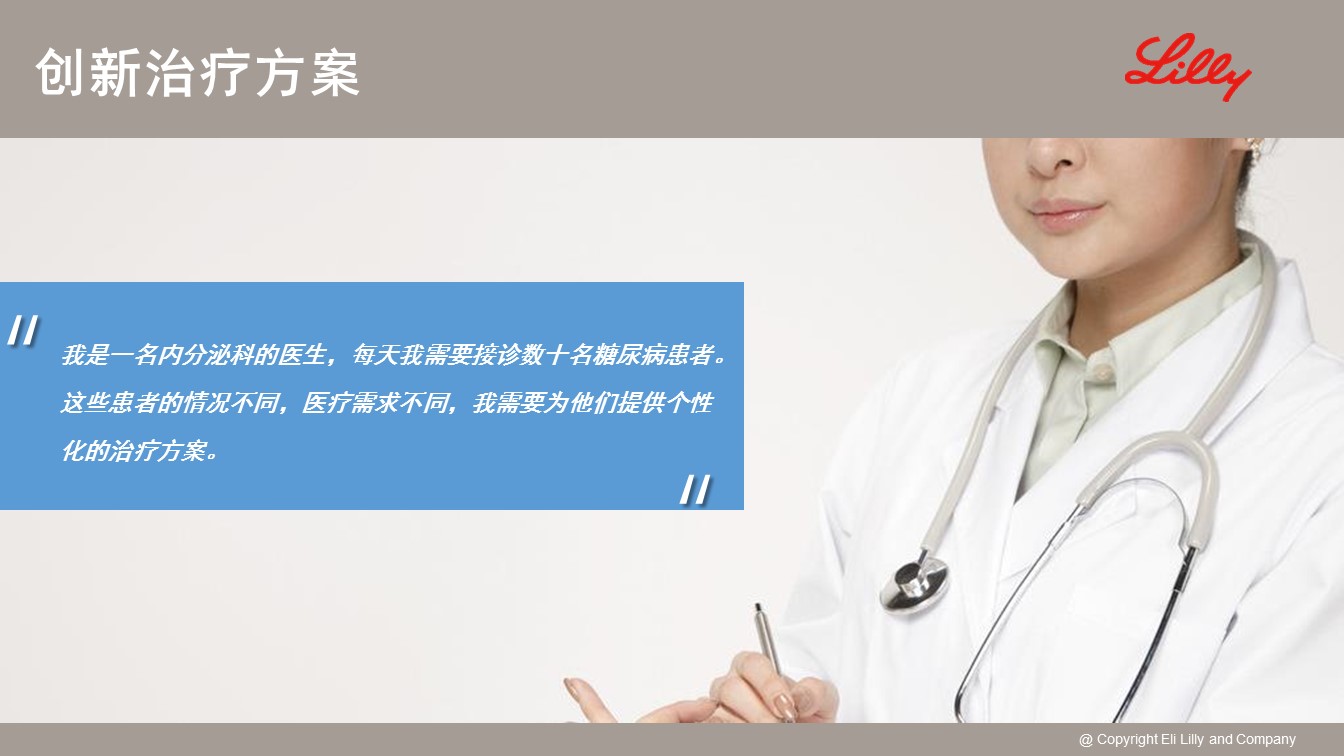 创新治疗方案
Lilly
我是一名内分泌科的医生，每天我需要接诊数十名糖尿病患者。
这些患者的情况不同，医疗需求不同，我需要为他们提供个性
化的治疗方案。
@ Copyright Eli Lilly and Company